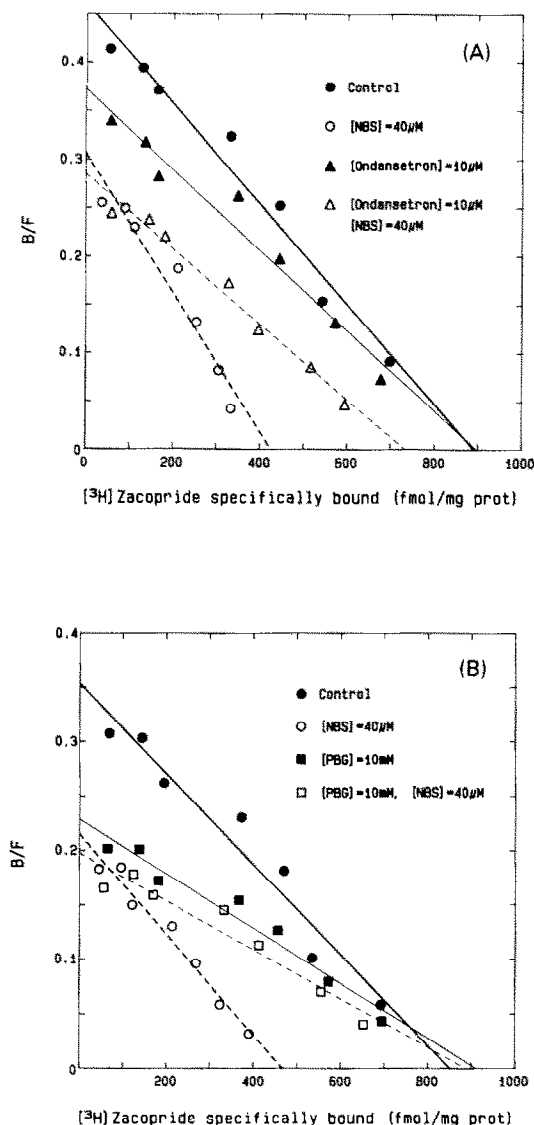 (A)
0.4
0.3
0.2
0.1
0
B/F
● Control
○ [NBS]=40µM
▲ [Ondansetron]=10µM
△ [Ondansetron]=10µM
[NBS]=40µM
0 200 400 600 800 1000
[³H] Zacopride specifically bound (fmol/mg prot)
(B)
0.4
0.3
0.2
0.1
0
B/F
● Control
○ [NBS]=40µM
■ [PBG]=10mM
□ [PBG]=10mM, [NBS]=40µM
200 400 600 800 1000
[³H] Zacopride specifically bound (fmol/mg prot)